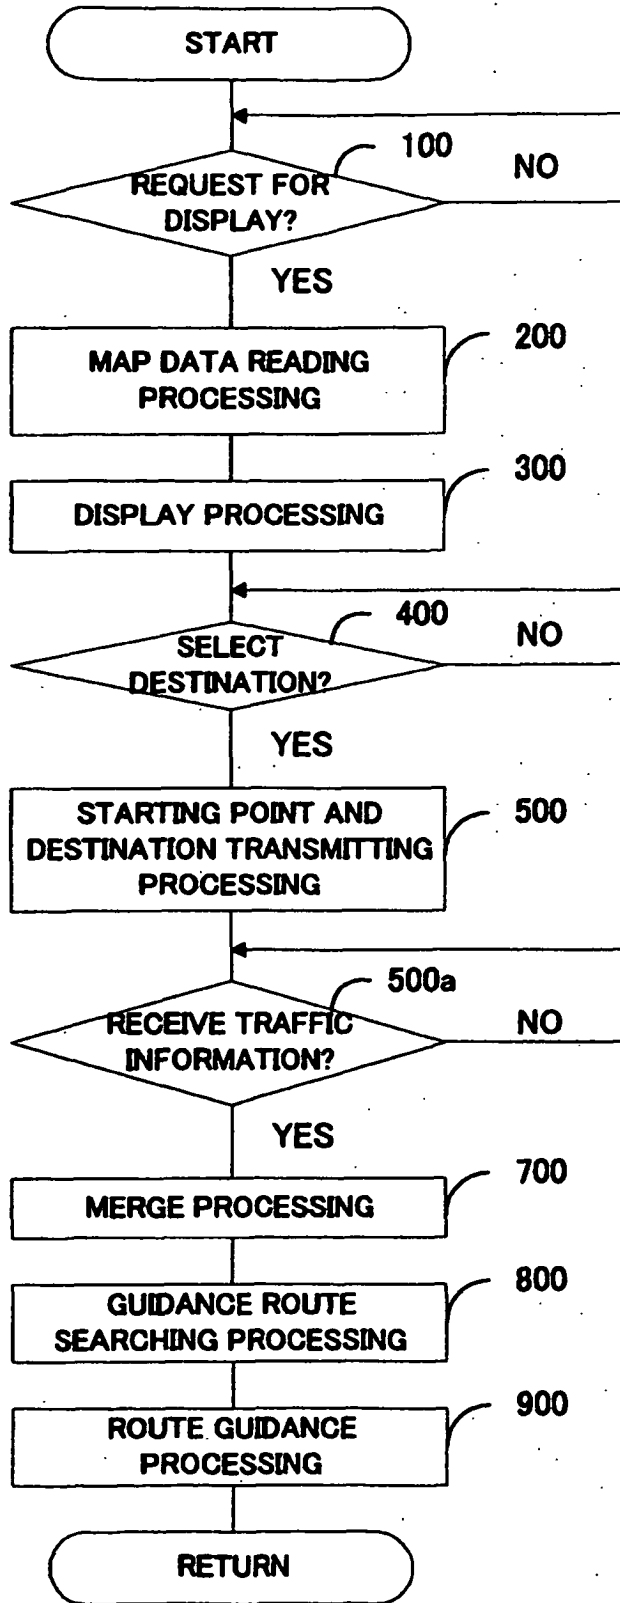 START
100
NO
REQUEST FOR
DISPLAY?
YES
200
MAP DATA READING
PROCESSING
300
DISPLAY PROCESSING
400
NO
SELECT
DESTINATION?
YES
500
STARTING POINT AND
DESTINATION TRANSMITTING
PROCESSING
500a
NO
RECEIVE TRAFFIC
INFORMATION?
YES
700
MERGE PROCESSING
800
GUIDANCE ROUTE
SEARCHING PROCESSING
900
ROUTE GUIDANCE
PROCESSING
RETURN